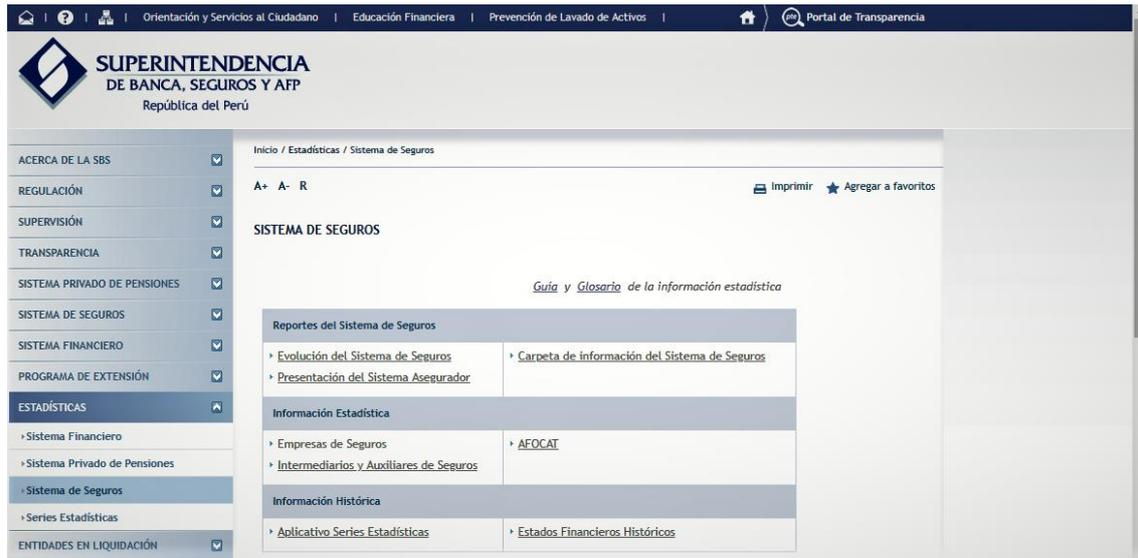 Orientación y Servicios al Ciudadano | Educación Financiera | Prevención de Lavado de Activos |
pte Portal de Transparencia
SUPERINTENDENCIA
DE BANCA, SEGUROS Y AFP
República del Perú
ACERCA DE LA SBS
REGULACIÓN
SUPERVISIÓN
TRANSPARENCIA
SISTEMA PRIVADO DE PENSIONES
SISTEMA DE SEGUROS
SISTEMA FINANCIERO
PROGRAMA DE EXTENSIÓN
ESTADÍSTICAS
Sistema Financiero
Sistema Privado de Pensiones
Sistema de Seguros
Series Estadísticas
ENTIDADES EN LIQUIDACIÓN
Inicio / Estadísticas / Sistema de Seguros
A+ A- R
Imprimir Agregar a favoritos
SISTEMA DE SEGUROS
Guía y Glosario de la información estadística
Reportes del Sistema de Seguros
Evolución del Sistema de Seguros
Presentación del Sistema Asegurador
Carpeta de información del Sistema de Seguros
Información Estadística
Empresas de Seguros
Intermediarios y Auxiliares de Seguros
AFOCAT
Información Histórica
Aplicativo Series Estadísticas
Estados Financieros Históricos